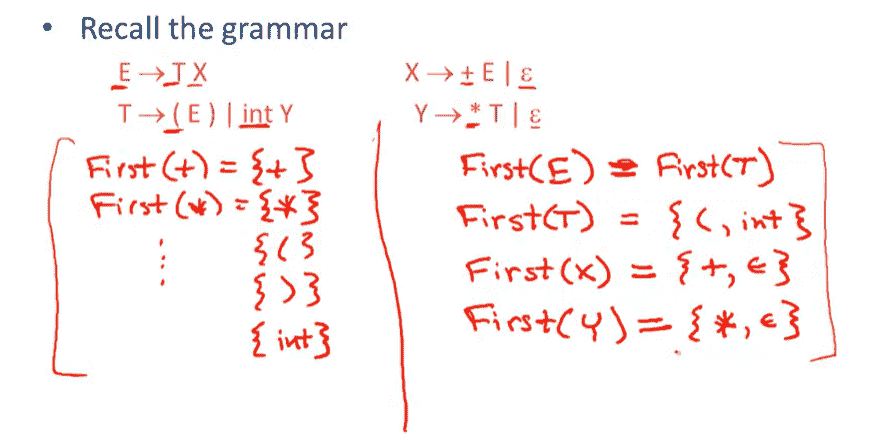 • Recall the grammar
E → T X
X → + E | ε
T → ( E ) | int Y
Y → * T | ε
First(+) = {+}
First(*) = {*}
⋮ {(}
{)}
{int}
First(E) = First(T)
First(T) = {(, int}
First(X) = {+, ε}
First(Y) = {*, ε}